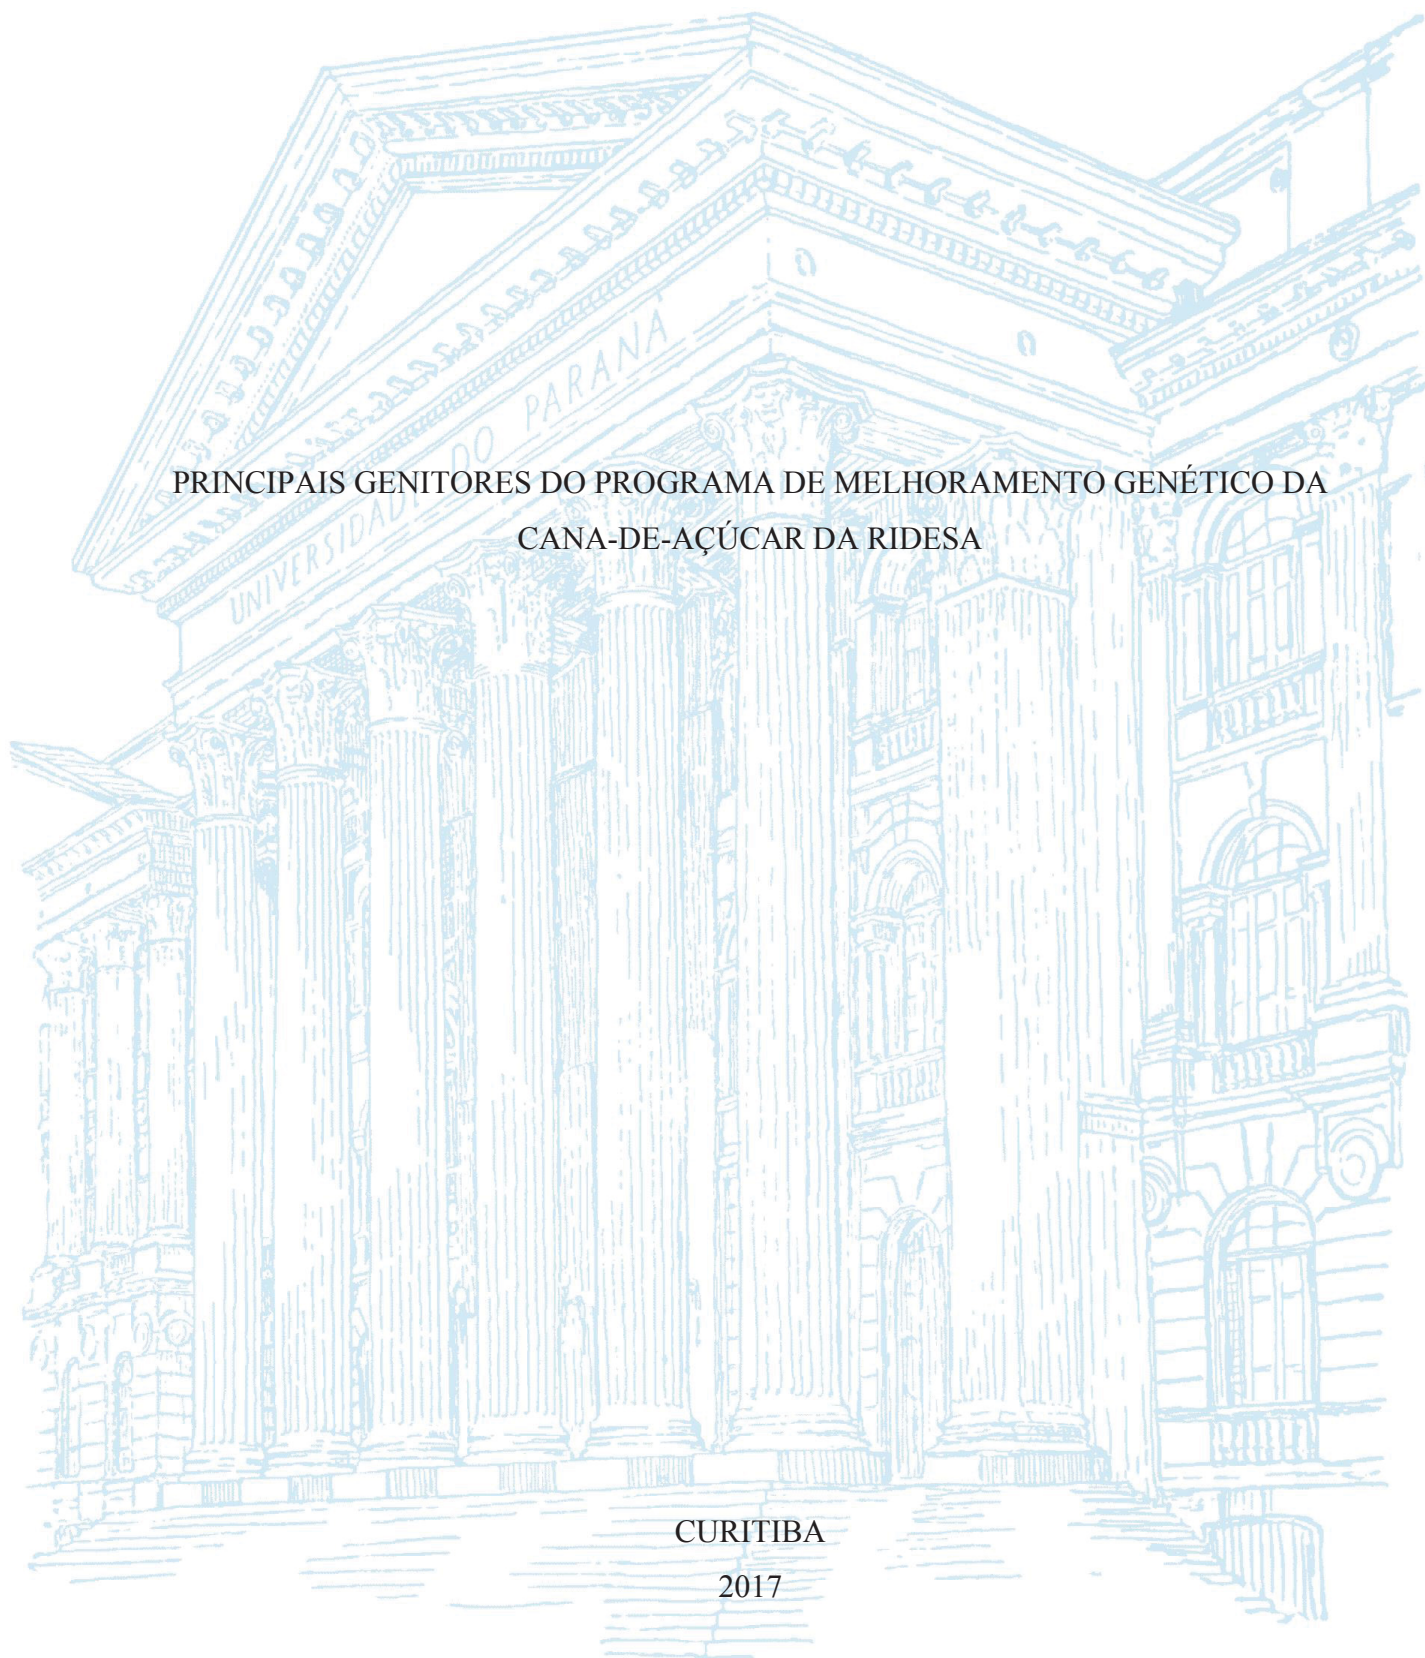 UNIVERSIDADE DO PARANÁ
PRINCIPAIS GENITORES DO PROGRAMA DE MELHORAMENTO GENÉTICO DA
CANA-DE-AÇÚCAR DA RIDESA
CURITIBA
2017